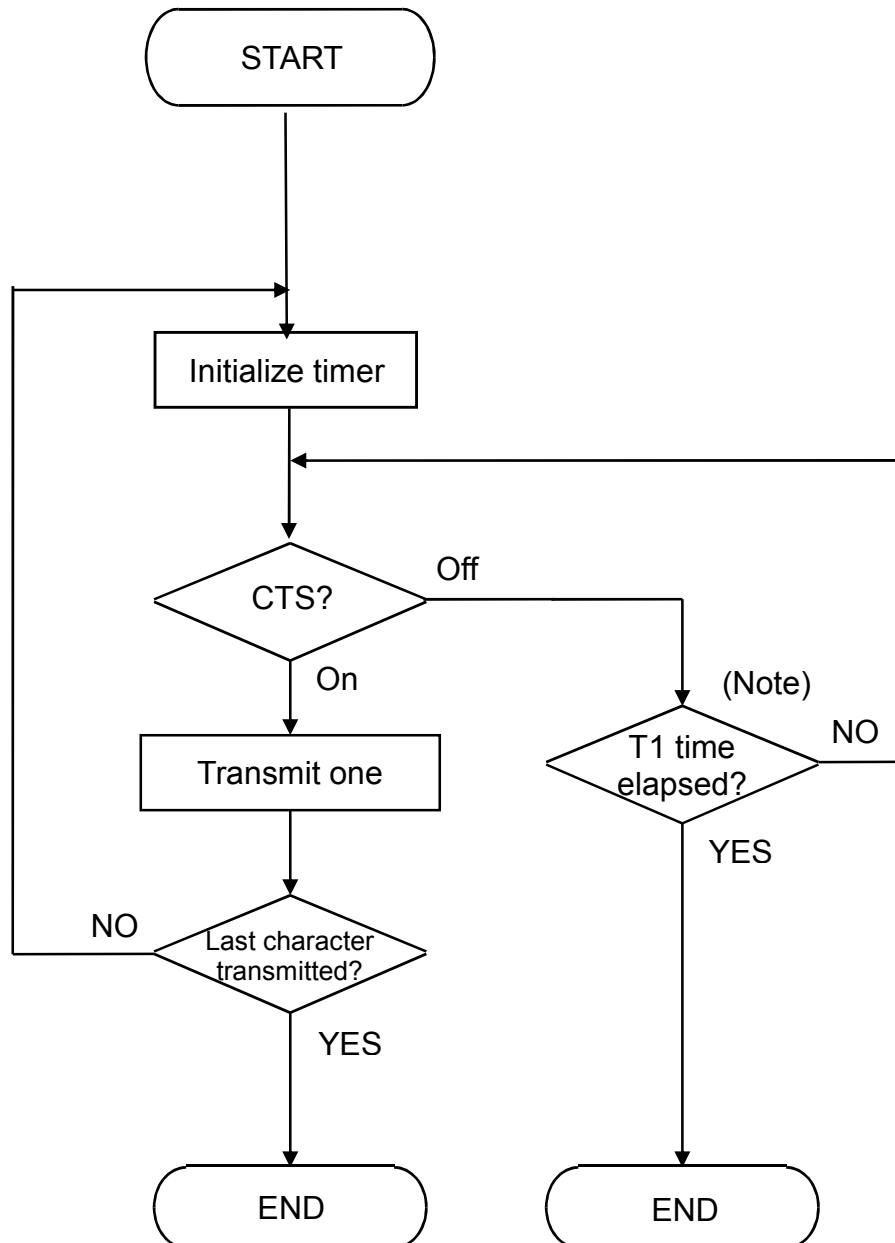 START
Initialize timer
CTS?
Off
On
(Note)
T1 time
elapsed?
NO
Transmit one
YES
NO
Last character
transmitted?
YES
END
END